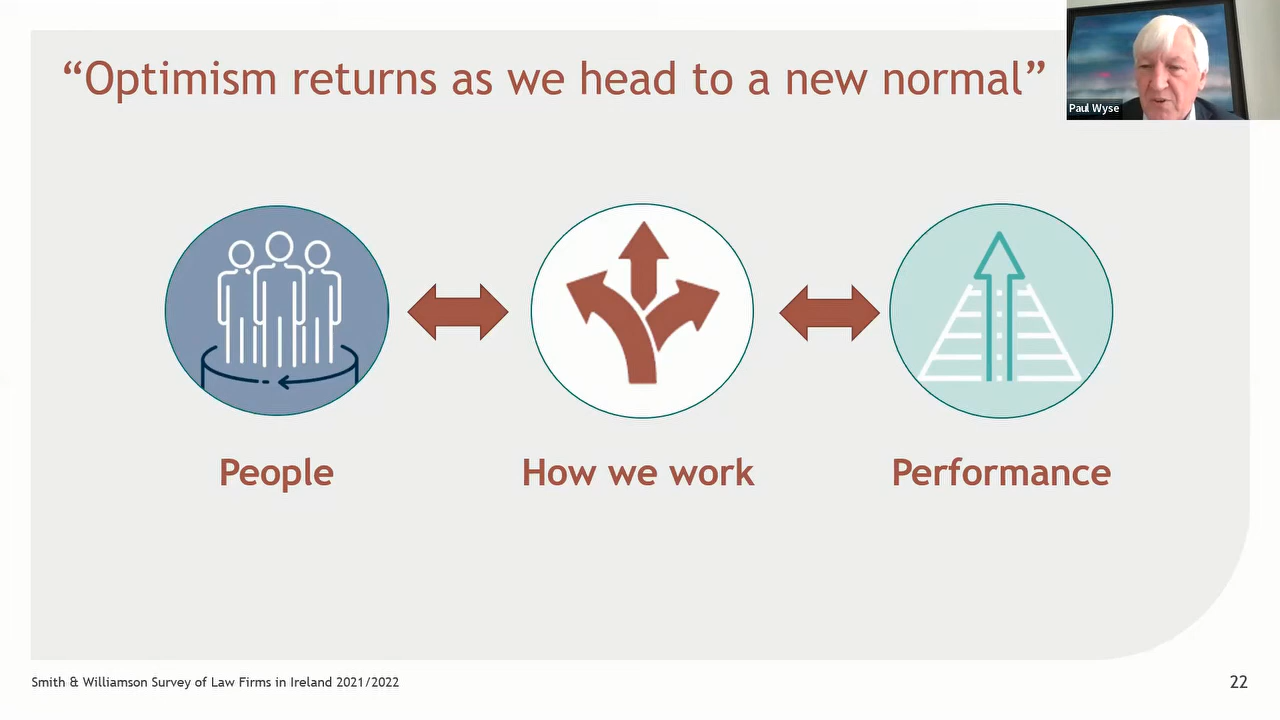 “Optimism returns as we head to a new normal”
Paul Wyse
People
How we work
Performance
Smith & Williamson Survey of Law Firms in Ireland 2021/2022
22